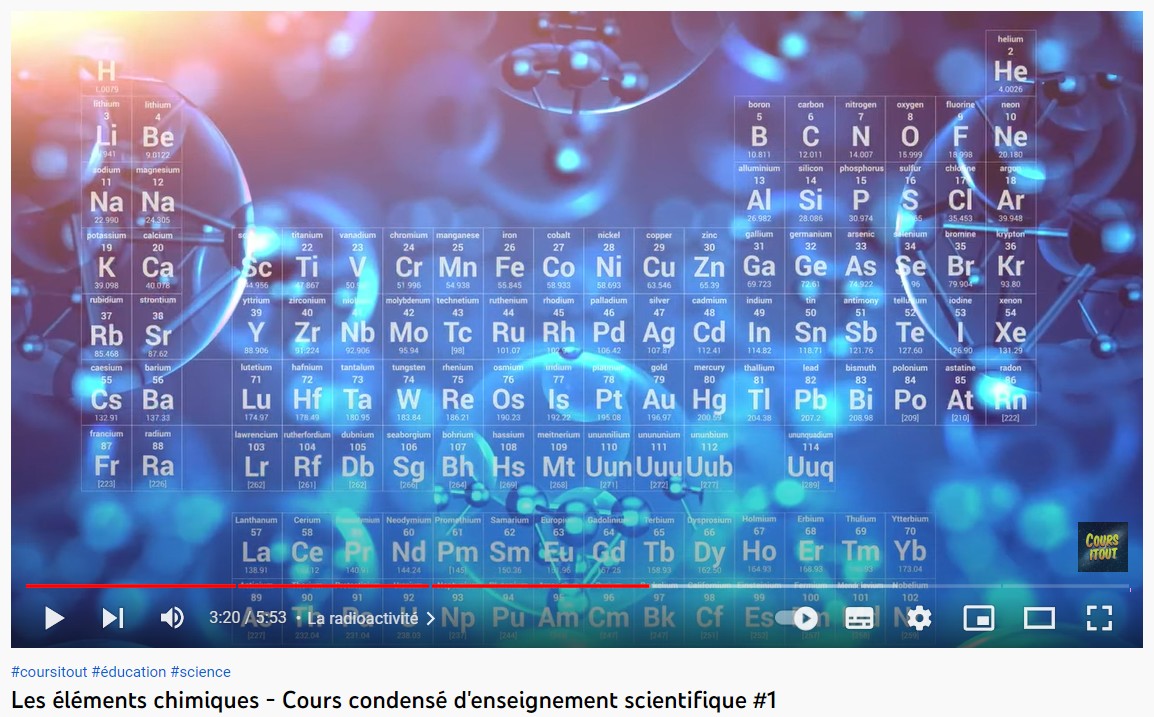 helium
2
H He
1.0079 4.0026
lithium lithium boron carbon nitrogen oxygen fluorine neon
3 4 5 6 7 8 9 10
Li Be B C N O F Ne
9.0122 10.811 12.011 14.007 15.999 18.998 20.180
sodium magnesium alluminium silicon phosphorus sulfur chlorine argon
11 12 13 14 15 16 17 18
Na Na Al Si P S Cl Ar
22.990 24.305 26.982 28.086 30.974 35.453 39.948
potassium calcium titanium vanadium chromium manganese iron cobalt nickel copper zinc gallium germanium arsenic selenium bromine krypton
19 20 22 23 24 25 26 27 28 29 30 31 32 33 34 35 36
K Ca Sc Ti V Cr Mn Fe Co Ni Cu Zn Ga Ge As Se Br Kr
39.098 40.078 44.956 47.867 51 996 54.938 55.845 58.933 58.693 63.546 65.39 69.723 72.61 74.922 79.904 93.80
rubidium strontium yttrium zirconium molybdenum technetium ruthenium rhodium palladium silver cadmium indium tin antimony tellurium iodine xenon
37 38 39 40 42 43 44 45 46 47 48 49 50 51 52 53 54
Rb Sr Y Zr Nb Mo Tc Ru Rh Pd Ag Cd In Sn Sb Te I Xe
85.468 87.62 88.906 91.224 92.906 95.94 [98] 101.07 106.42 107.87 112.41 114.82 118.71 121.76 127.60 126.90 131.29
caesium barium lutetium hafnium tantalum tungsten rhenium osmium iridium platinum gold mercury thallium lead bismuth polonium astatine radon
55 56 71 72 73 74 75 76 77 78 79 80 81 82 83 84 85 86
Cs Ba Lu Hf Ta W Re Os Is Pt Au Hg Tl Pb Bi Po At Rn
132.91 137.33 174.97 178.49 180.95 183.84 186.21 190.23 192.22 195.08 196.97 200.59 204.38 207.2 208.98 [209] [210] [222]
francium radium lawrencium rutherfordium dubnium seaborgium bohrium hassium meitnerium ununnilium unununium ununbium ununquadium
87 88 103 104 105 106 107 108 109 110 111 112 114
Fr Ra Lr Rf Db Sg Bh Hs Mt Uun Uuu Uub Uuq
[223] [226] [262] [261] [262] [266] [264] [269] [268] [271] [272] [277] [289]
Lanthanum Cerium Neodymium Promethium Samarium Europium Gadolinium Terbium Dysprosium Holmium Erbium Thulium Ytterbium
57 58 60 61 62 63 64 65 66 67 68 69 70
La Ce Pr Nd Pm Sm Eu Gd Tb Dy Ho Er Tm Yb
138.91 140.91 144.24 [145] 150.36 151.96 167.25 158.93 162.50 164.93 166.93 168.93 173.04
COURS
ITOUT
89 90 91 92 93 94 95 96 97 98 99 100 101 102
Np Pu Am Cm Bk Cf Es
3:20 / 5:53 • La radioactivité
#coursitout #éducation #science
Les éléments chimiques - Cours condensé d'enseignement scientifique #1